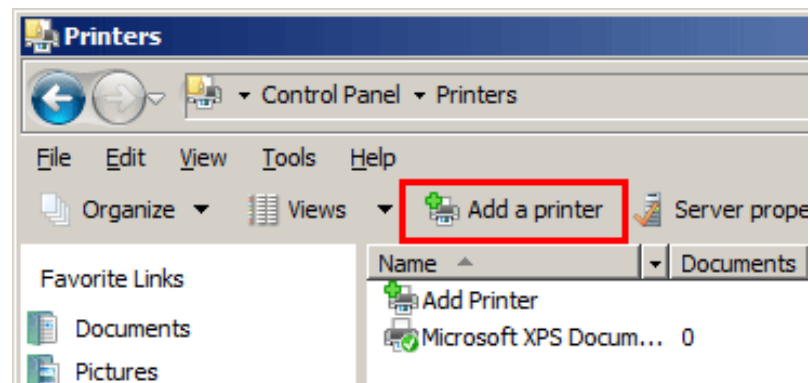 Printers
Control Panel Printers
File Edit View Tools Help
Organize Views Add a printer Server prope
Favorite Links
Name Documents
Add Printer
Documents
Microsoft XPS Docum... 0
Pictures